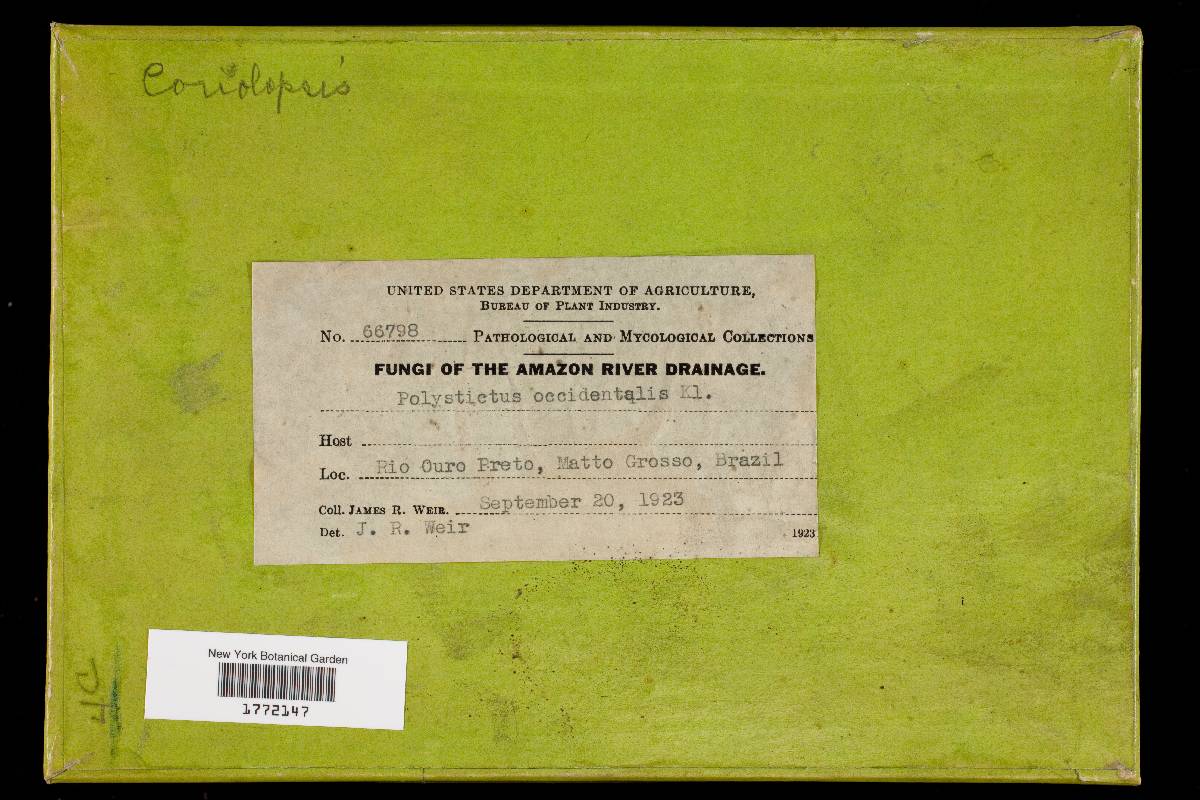 Coriolopsis
UNITED STATES DEPARTMENT OF AGRICULTURE,
BUREAU OF PLANT INDUSTRY.
No. 66798 PATHOLOGICAL AND MYCOLOGICAL COLLECTIONS
FUNGI OF THE AMAZON RIVER DRAINAGE.
Polystictus occidentalis Kl.
Host
Loc. Rio Ouro Preto, Matto Grosso, Brazil
Coll. JAMES R. WEIR. September 20, 1923
Det. J. R. Weir 1923
New York Botanical Garden
1772147
4C